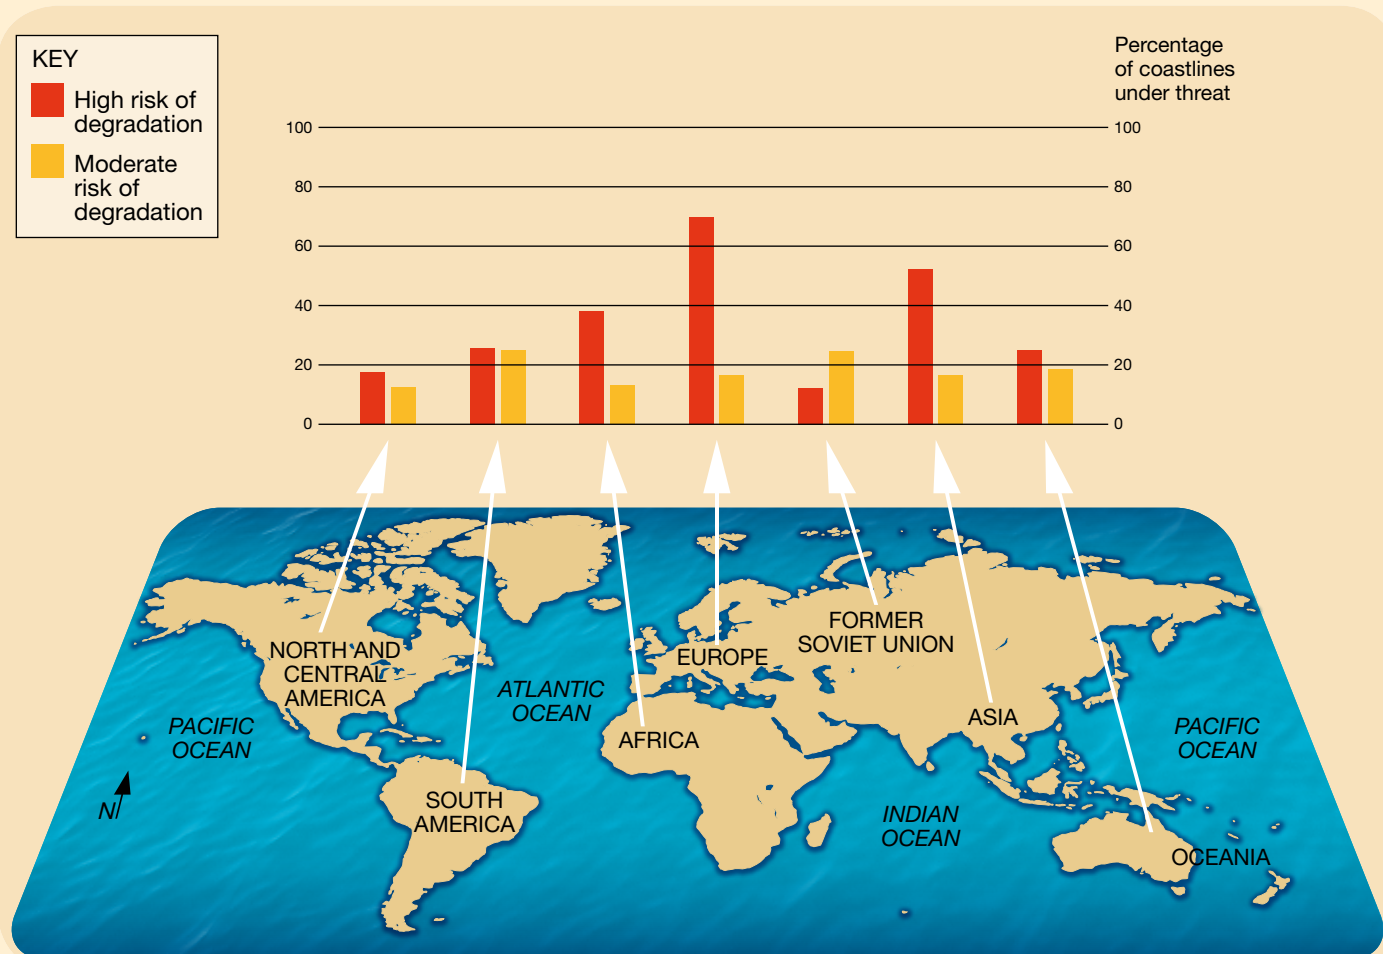 KEY
High risk of
degradation
Moderate
risk of
degradation
Percentage
of coastlines
under threat
100
100
80
80
60
60
40
40
20
20
0
0
NORTH AND
CENTRAL
AMERICA
FORMER
SOVIET UNION
EUROPE
ATLANTIC
OCEAN
PACIFIC
OCEAN
AFRICA
ASIA
PACIFIC
OCEAN
N
SOUTH
AMERICA
INDIAN
OCEAN
OCEANIA